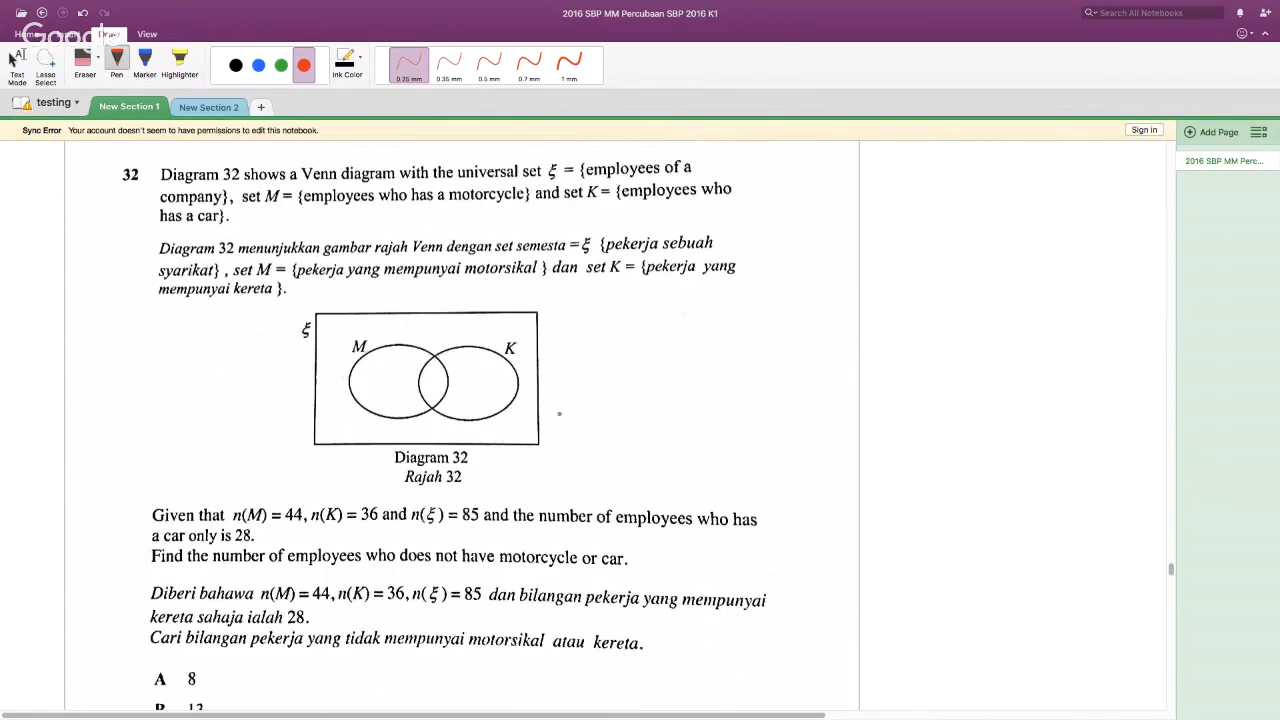 2016 SBP MM Percubaan SBP 2016 K1
Search All Notebooks
Home Insert Draw View
Google
Text Mode
Lasso Select
Eraser
Pen
Marker
Highlighter
Ink Color
0.25 mm
0.35 mm
0.5 mm
0.7 mm
1 mm
testing
New Section 1
New Section 2
+
Sync Error Your account doesn't seem to have permissions to edit this notebook.
Sign in
Add Page
2016 SBP MM Perc...
32 Diagram 32 shows a Venn diagram with the universal set ξ = {employees of a
company}, set M = {employees who has a motorcycle} and set K = {employees who
has a car}.
Diagram 32 menunjukkan gambar rajah Venn dengan set semesta = ξ {pekerja sebuah
syarikat} , set M = {pekerja yang mempunyai motorsikal } dan set K = {pekerja yang
mempunyai kereta }.
ξ
M
K
Diagram 32
Rajah 32
Given that n(M) = 44, n(K) = 36 and n(ξ) = 85 and the number of employees who has
a car only is 28.
Find the number of employees who does not have motorcycle or car.
Diberi bahawa n(M) = 44, n(K) = 36, n(ξ) = 85 dan bilangan pekerja yang mempunyai
kereta sahaja ialah 28.
Cari bilangan pekerja yang tidak mempunyai motorsikal atau kereta.
A 8
B 13